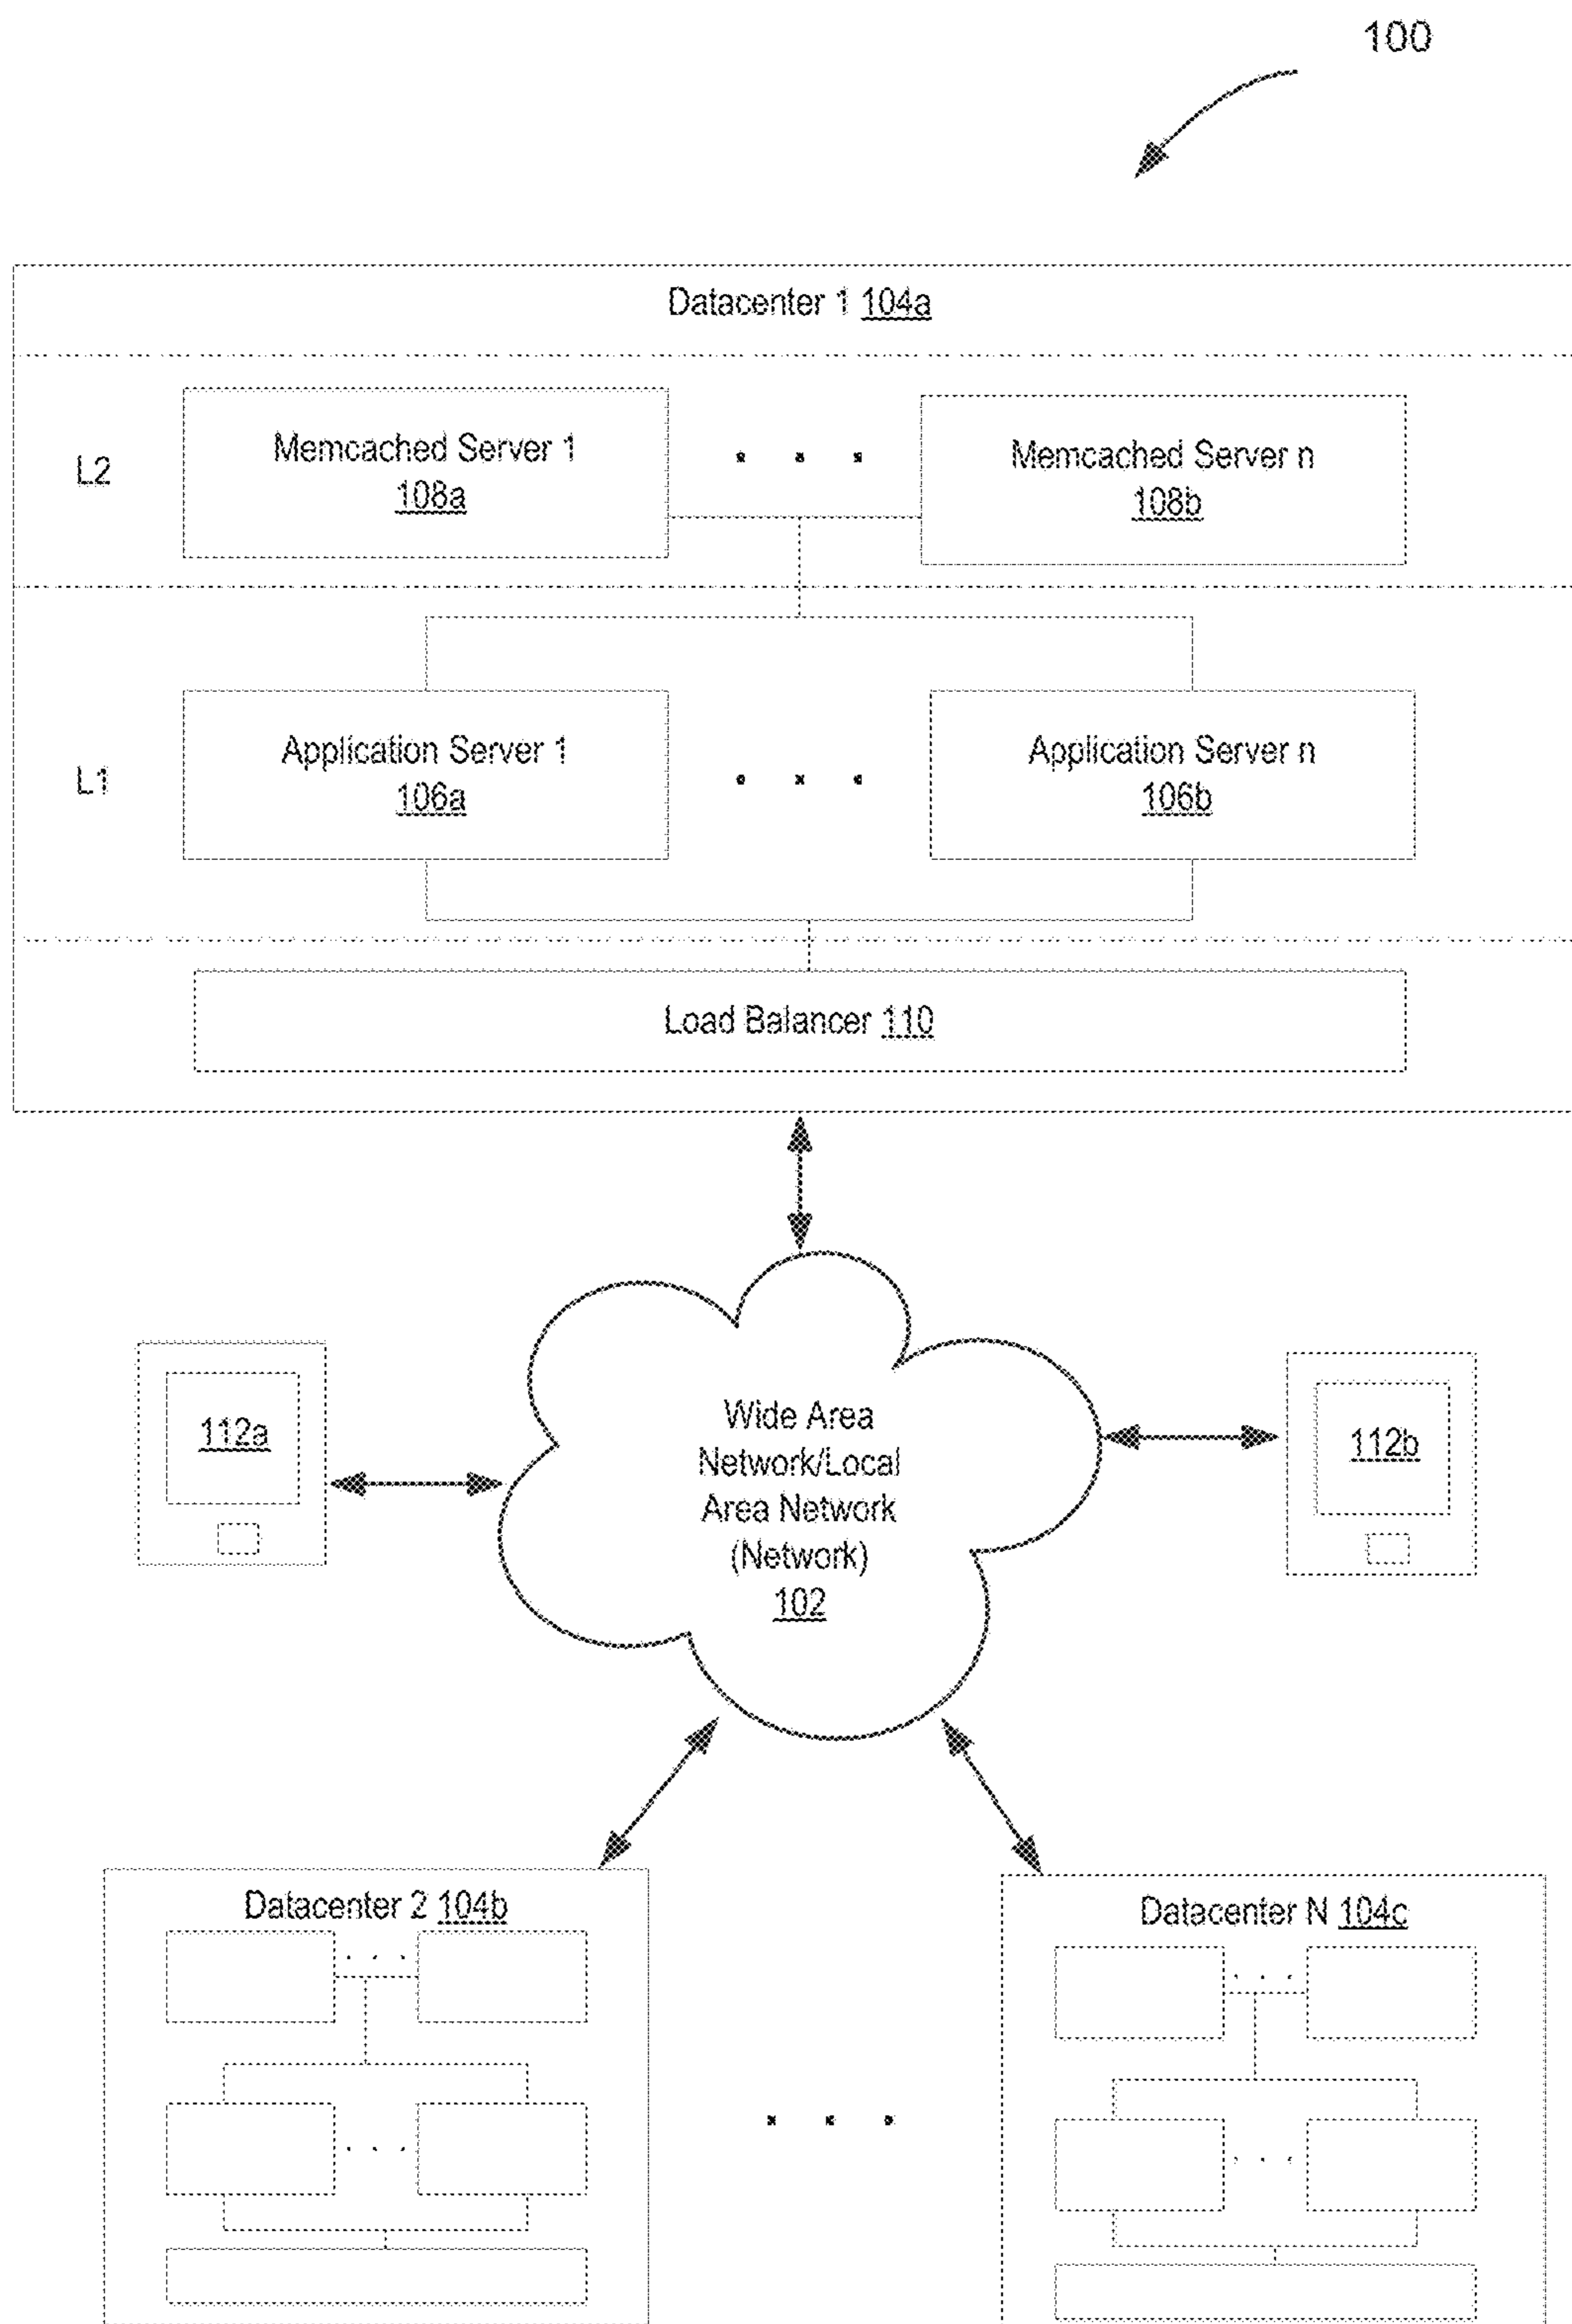 100
Datacenter 1 104a
L2
Memcached Server 1
108a
. . .
Memcached Server n
108b
L1
Application Server 1
106a
. . .
Application Server n
106b
Load Balancer 110
112a
Wide Area
Network/Local
Area Network
(Network)
102
112b
Datacenter 2 104b
. . .
. . .
. . .
Datacenter N 104c
. . .
. . .